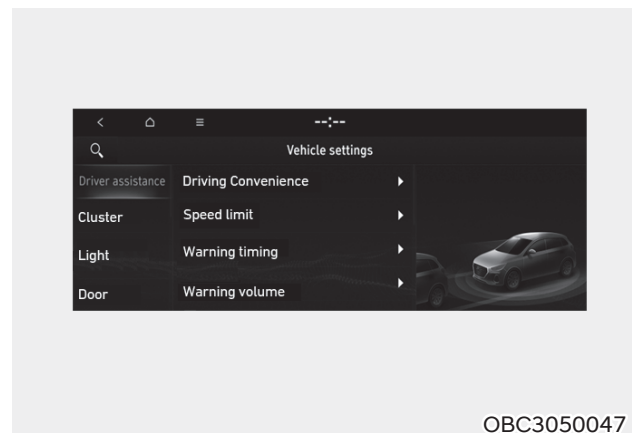 --:--
Vehicle settings
Driver assistance
Driving Convenience
Cluster
Speed limit
Light
Warning timing
Door
Warning volume
OBC3050047